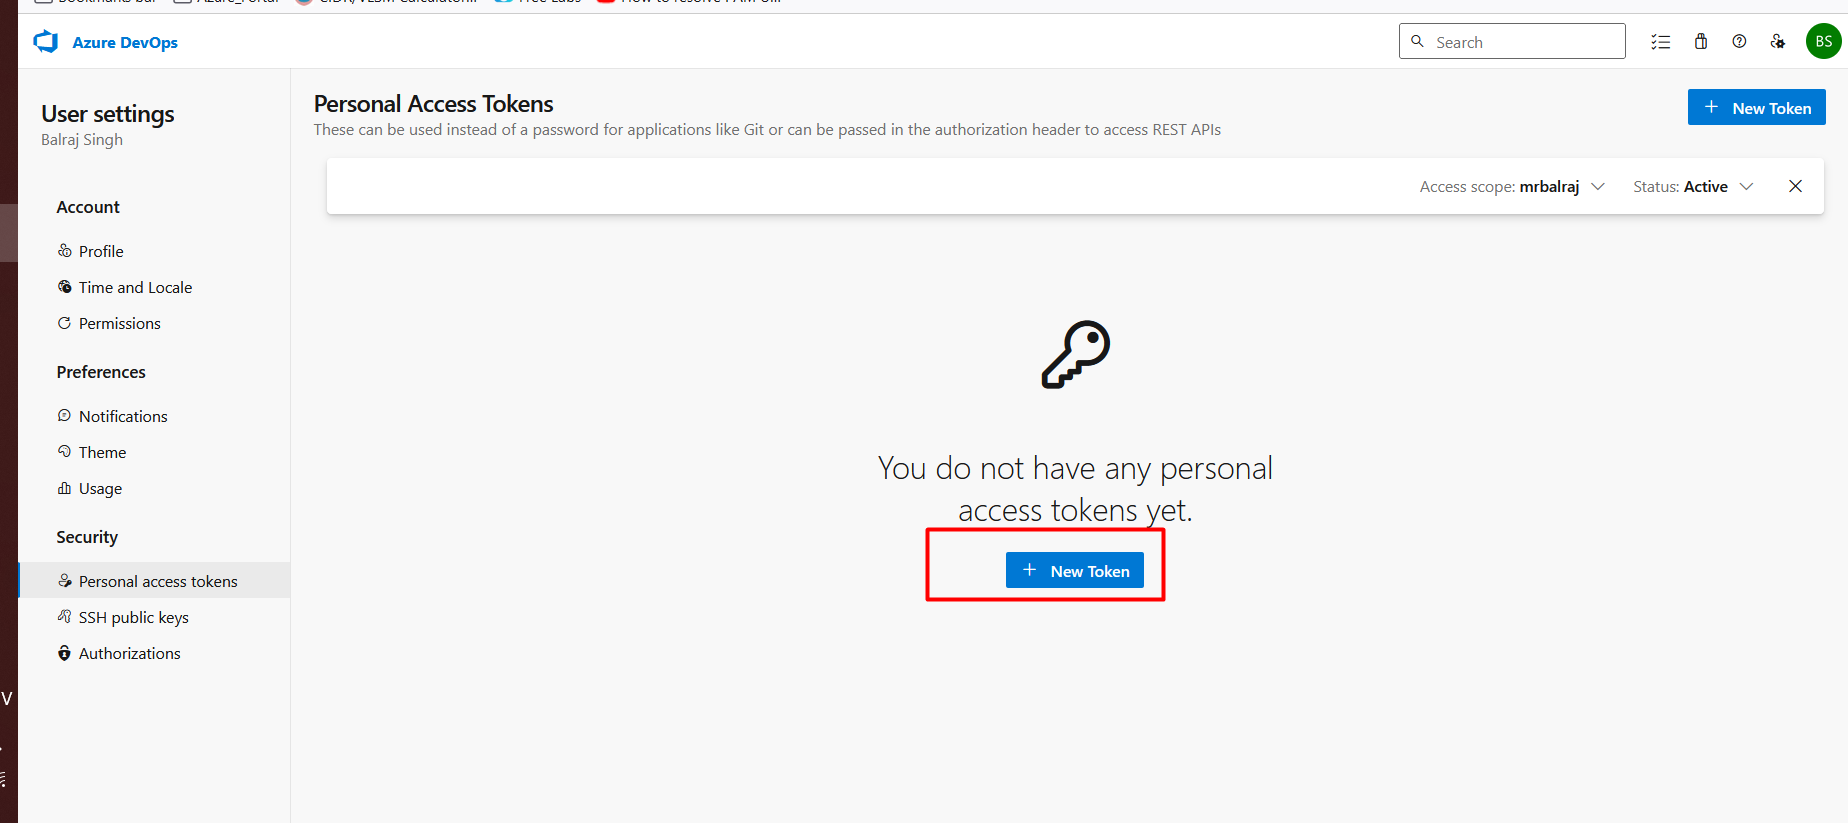 Azure DevOps
Search
BS
User settings
Balraj Singh
Personal Access Tokens
These can be used instead of a password for applications like Git or can be passed in the authorization header to access REST APIs
New Token
Access scope: mrbalraj
Status: Active
Account
Profile
Time and Locale
Permissions
Preferences
Notifications
Theme
Usage
Security
Personal access tokens
SSH public keys
Authorizations
You do not have any personal
access tokens yet.
New Token
V